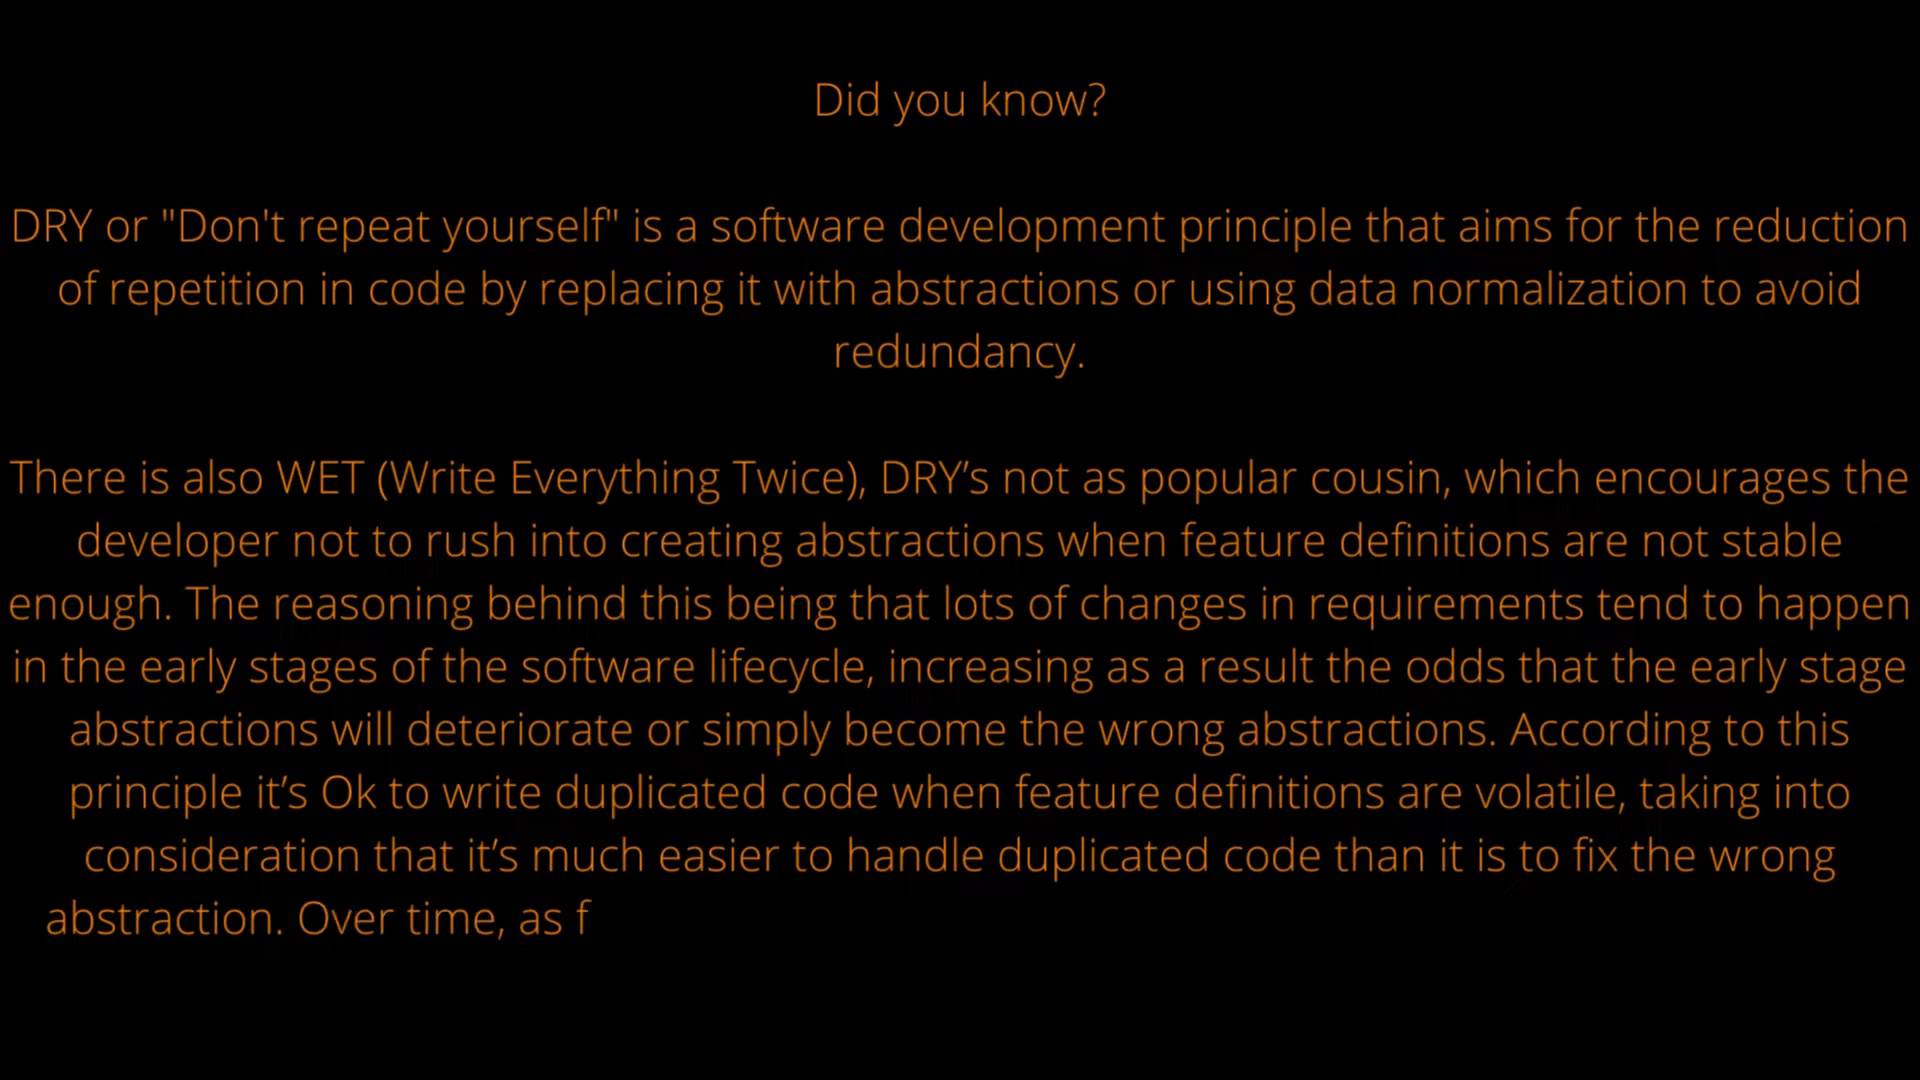 Did you know?
DRY or "Don't repeat yourself" is a software development principle that aims for the reduction
of repetition in code by replacing it with abstractions or using data normalization to avoid
redundancy.
There is also WET (Write Everything Twice), DRY’s not as popular cousin, which encourages the
developer not to rush into creating abstractions when feature definitions are not stable
enough. The reasoning behind this being that lots of changes in requirements tend to happen
in the early stages of the software lifecycle, increasing as a result the odds that the early stage
abstractions will deteriorate or simply become the wrong abstractions. According to this
principle it’s Ok to write duplicated code when feature definitions are volatile, taking into
consideration that it’s much easier to handle duplicated code than it is to fix the wrong
abstraction. Over time, as f